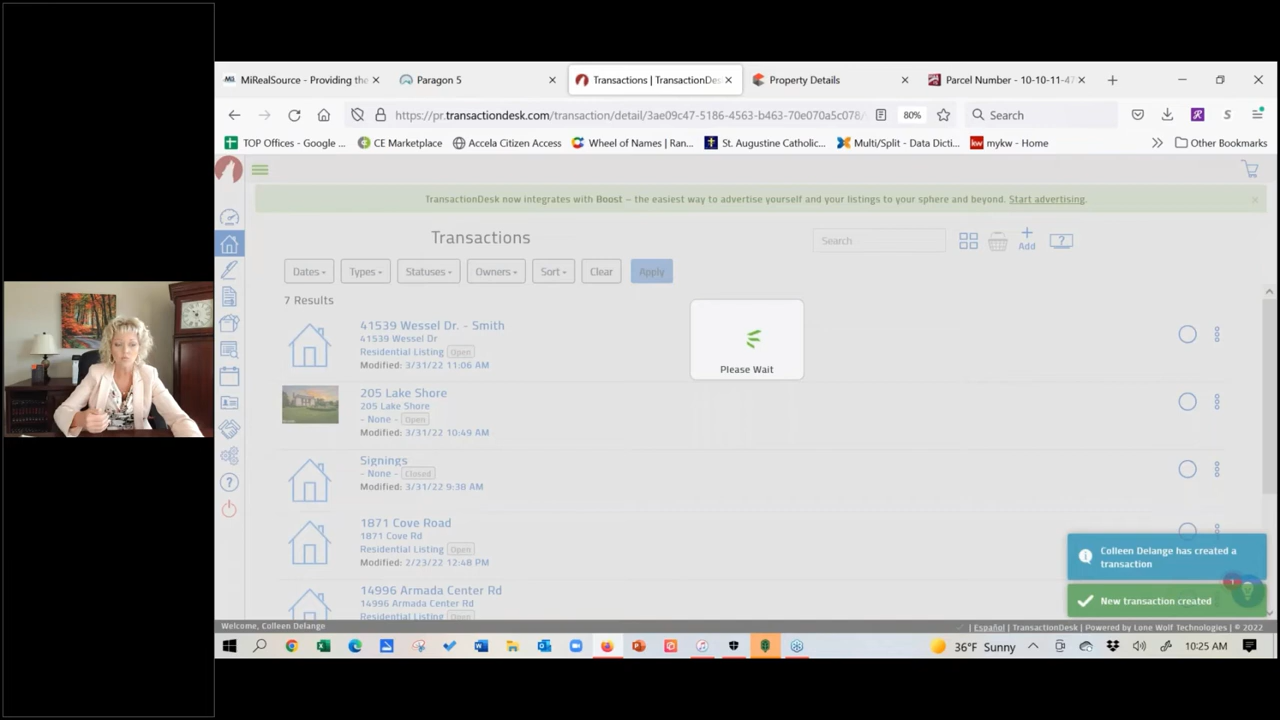 MiRealSource - Providing the
Paragon 5
Transactions | TransactionDes
Property Details
Parcel Number - 10-10-11-47
https://pr.transactiondesk.com/transaction/detail/3ae09c47-5186-4563-b463-70e070a5c078/
80%
Search
TOP Offices - Google ...
CE Marketplace
Accela Citizen Access
Wheel of Names | Ran...
St. Augustine Catholic...
Multi/Split - Data Dicti...
mykw - Home
Other Bookmarks
TransactionDesk now integrates with Boost – the easiest way to advertise yourself and your listings to your sphere and beyond. Start advertising.
Transactions
Search
Add
Dates
Types
Statuses
Owners
Sort
Clear
Apply
7 Results
41539 Wessel Dr. - Smith
41539 Wessel Dr
Residential Listing Open
Modified: 3/31/22 11:06 AM
Please Wait
205 Lake Shore
205 Lake Shore
- None - Open
Modified: 3/31/22 10:49 AM
Signings
- None - Closed
Modified: 3/31/22 9:38 AM
1871 Cove Road
1871 Cove Rd
Residential Listing Open
Modified: 2/23/22 12:48 PM
14996 Armada Center Rd
14996 Armada Center Rd
Residential Listing Open
Colleen Delange has created a
transaction
New transaction created
Welcome, Colleen Delange
| Español | TransactionDesk | Powered by Lone Wolf Technologies | © 2022
36°F Sunny
10:25 AM